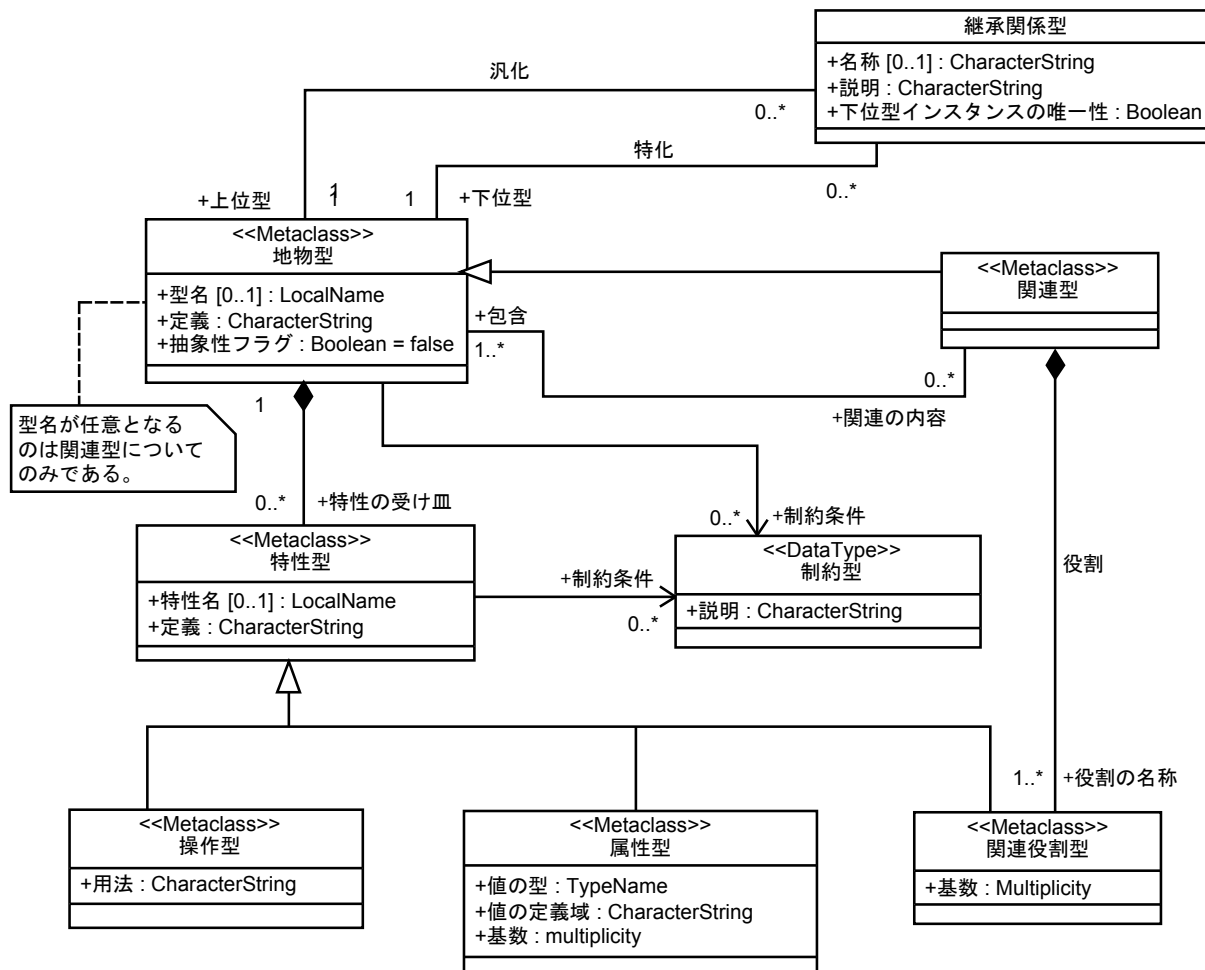 継承関係型
+名称 [0..1] : CharacterString
+説明 : CharacterString
+下位型インスタンスの唯一性 : Boolean
汎化
0..*
特化
0..*
+上位型
1
1
1
+下位型
<<Metaclass>>
地物型
+型名 [0..1] : LocalName
+定義 : CharacterString
+抽象性フラグ : Boolean = false
<<Metaclass>>
関連型
+包含
1..*
0..*
+関連の内容
型名が任意となる
のは関連型について
のみである。
1
0..*
+特性の受け皿
<<Metaclass>>
特性型
+特性名 [0..1] : LocalName
+定義 : CharacterString
0..*
+制約条件
+制約条件
0..*
<<DataType>>
制約型
+説明 : CharacterString
役割
1..*
+役割の名称
<<Metaclass>>
操作型
+用法 : CharacterString
<<Metaclass>>
属性型
+値の型 : TypeName
+値の定義域 : CharacterString
+基数 : multiplicity
<<Metaclass>>
関連役割型
+基数 : Multiplicity